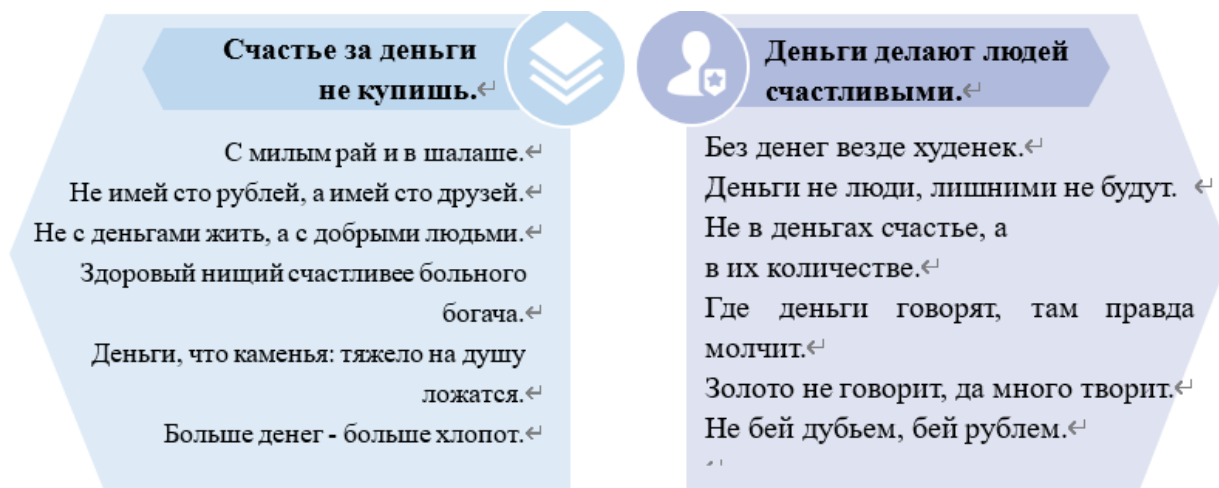 Счастье за деньги
не купишь.
С милым рай и в шалаше.
Не имей сто рублей, а имей сто друзей.
Не с деньгами жить, а с добрыми людьми.
Здоровый нищий счастливее больного
богача.
Деньги, что каменья: тяжело на душу
ложатся.
Больше денег - больше хлопот.
Деньги делают людей
счастливыми.
Без денег везде худенек.
Деньги не люди, лишними не будут.
Не в деньгах счастье, а
в их количестве.
Где деньги говорят, там правда
молчит.
Золото не говорит, да много творит.
Не бей дубьем, бей рублем.